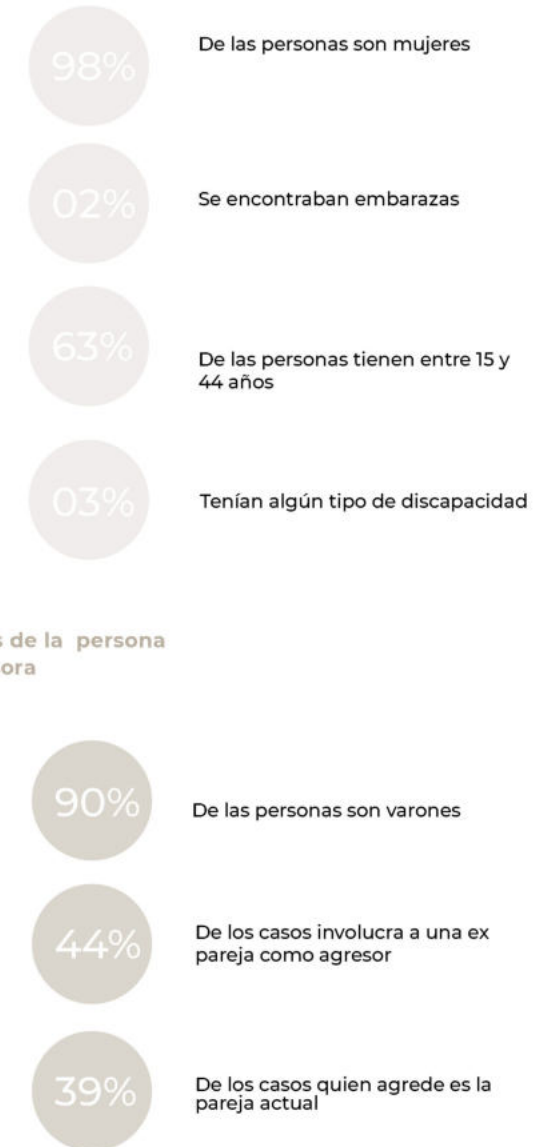 98%
De las personas son mujeres
02%
Se encontraban embarazas
63%
De las personas tienen entre 15 y
44 años
03%
Tenían algún tipo de discapacidad
de la persona
90%
De las personas son varones
44%
De los casos involucra a una ex
pareja como agresor
39%
De los casos quien agrede es la
pareja actual